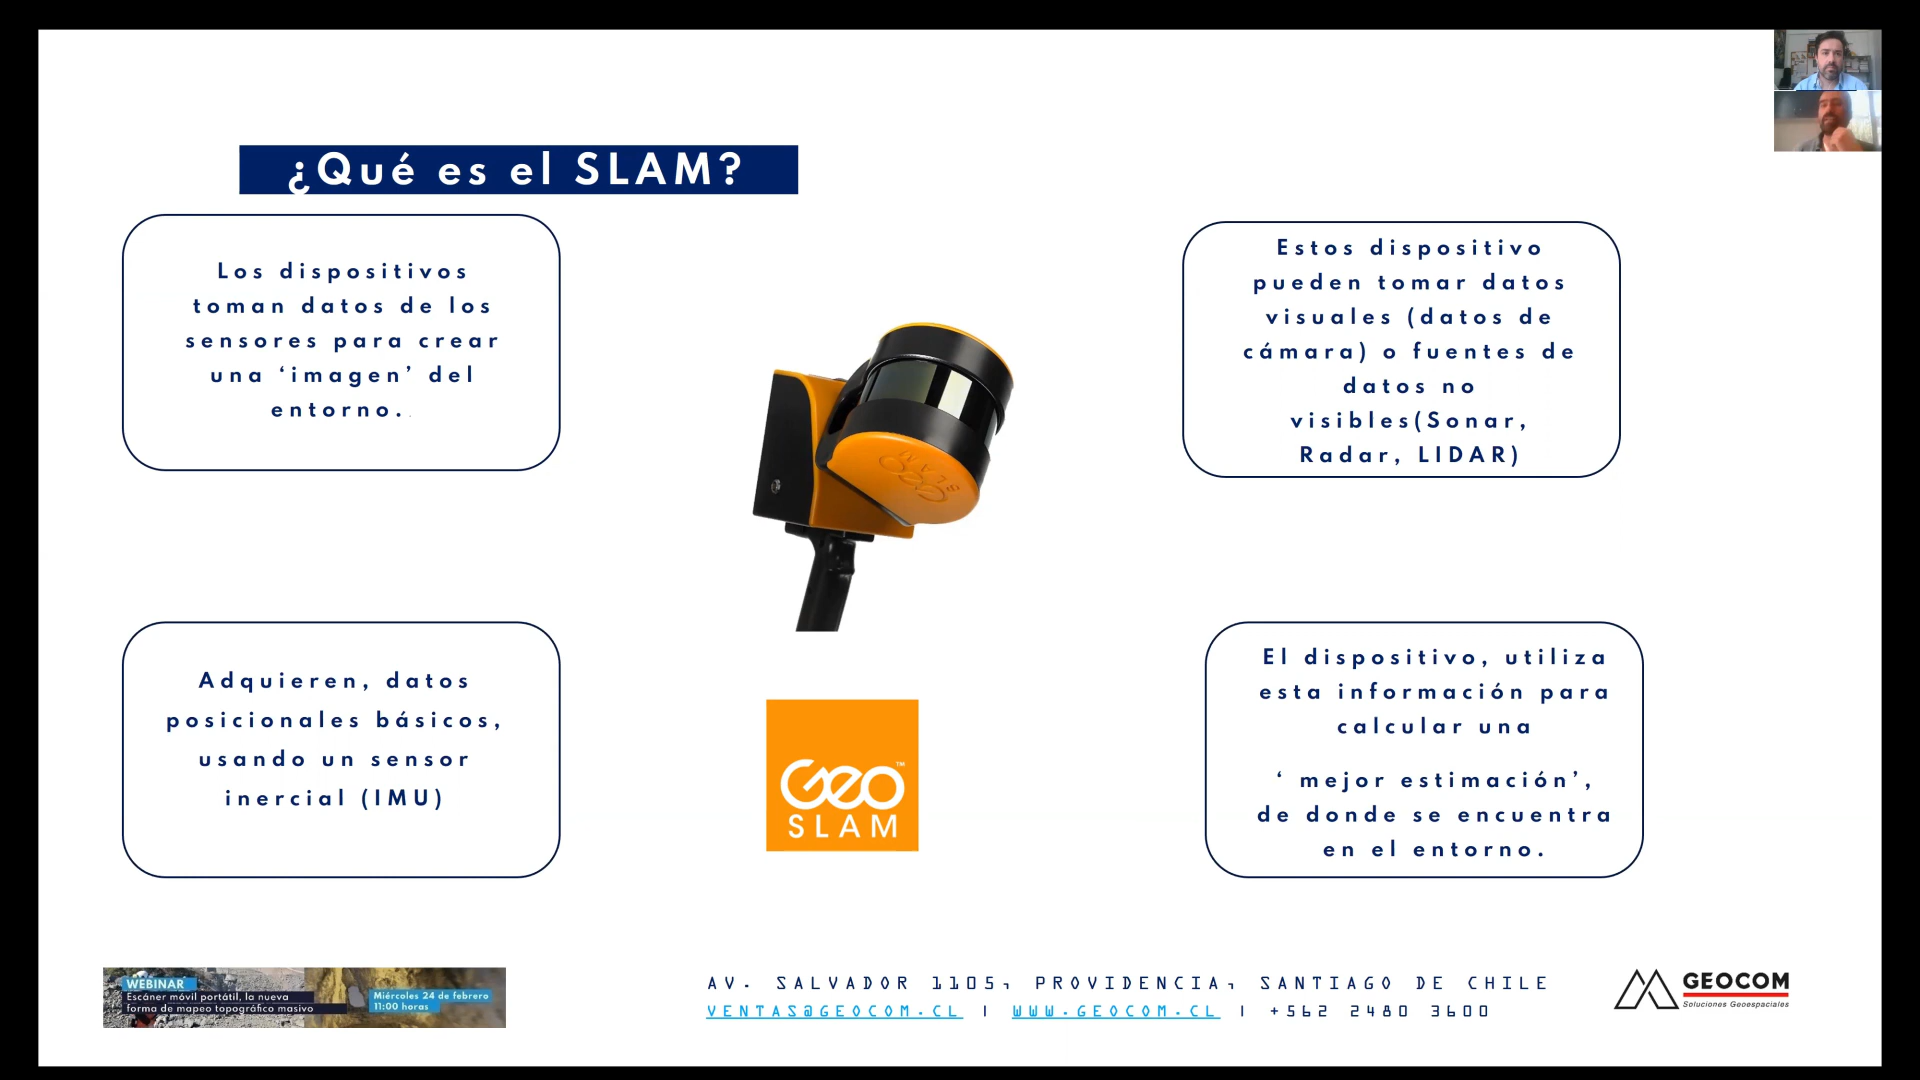 ¿Qué es el SLAM?
Los dispositivos
toman datos de los
sensores para crear
una ‘imagen’ del
entorno.
Estos dispositivo
pueden tomar datos
visuales (datos de
cámara) o fuentes de
datos no
visibles(Sonar,
Radar, LIDAR)
GEO
SLAM
Adquieren, datos
posicionales básicos,
usando un sensor
inercial (IMU)
Geo™
SLAM
El dispositivo, utiliza
esta información para
calcular una
‘ mejor estimación’,
de donde se encuentra
en el entorno.
WEBINAR
Escáner móvil portátil, la nueva
forma de mapeo topográfico masivo
Miércoles 24 de febrero
11:00 horas
AV. SALVADOR 1105, PROVIDENCIA, SANTIAGO DE CHILE
VENTAS@GEOCOM.CL | WWW.GEOCOM.CL | +562 2480 3600
GEOCOM
Soluciones Geoespaciales